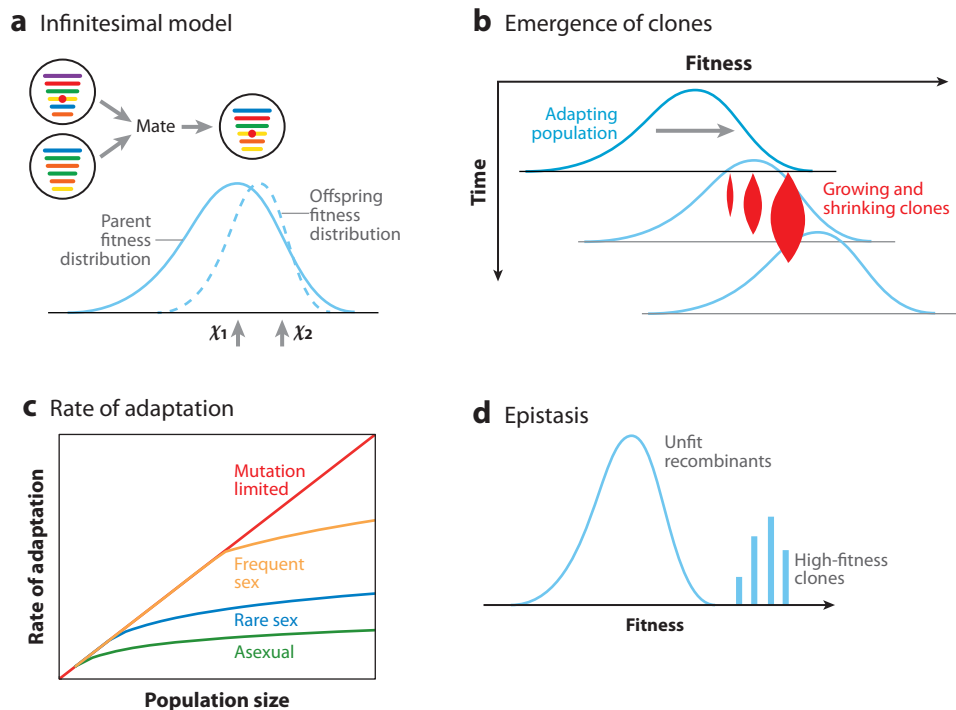 a Infinitesimal model
Mate
Parent
fitness
distribution
Offspring
fitness
distribution
χ1
χ2
b Emergence of clones
Fitness
Time
Adapting
population
Growing and
shrinking clones
c Rate of adaptation
Rate of adaptation
Mutation
limited
Frequent
sex
Rare sex
Asexual
Population size
d Epistasis
Unfit
recombinants
High-fitness
clones
Fitness